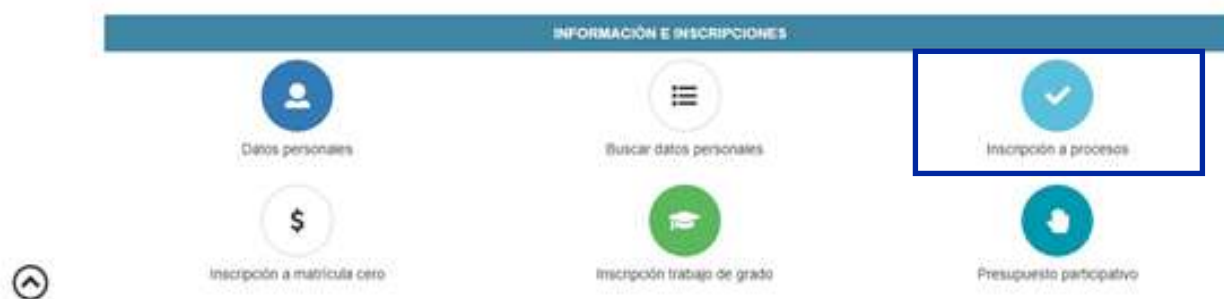 INFORMACIÓN E INSCRIPCIONES
Datos personales
Buscar datos personales
Inscripción a procesos
$
Inscripción a matrícula cero
Inscripción trabajo de grado
Presupuesto participativo